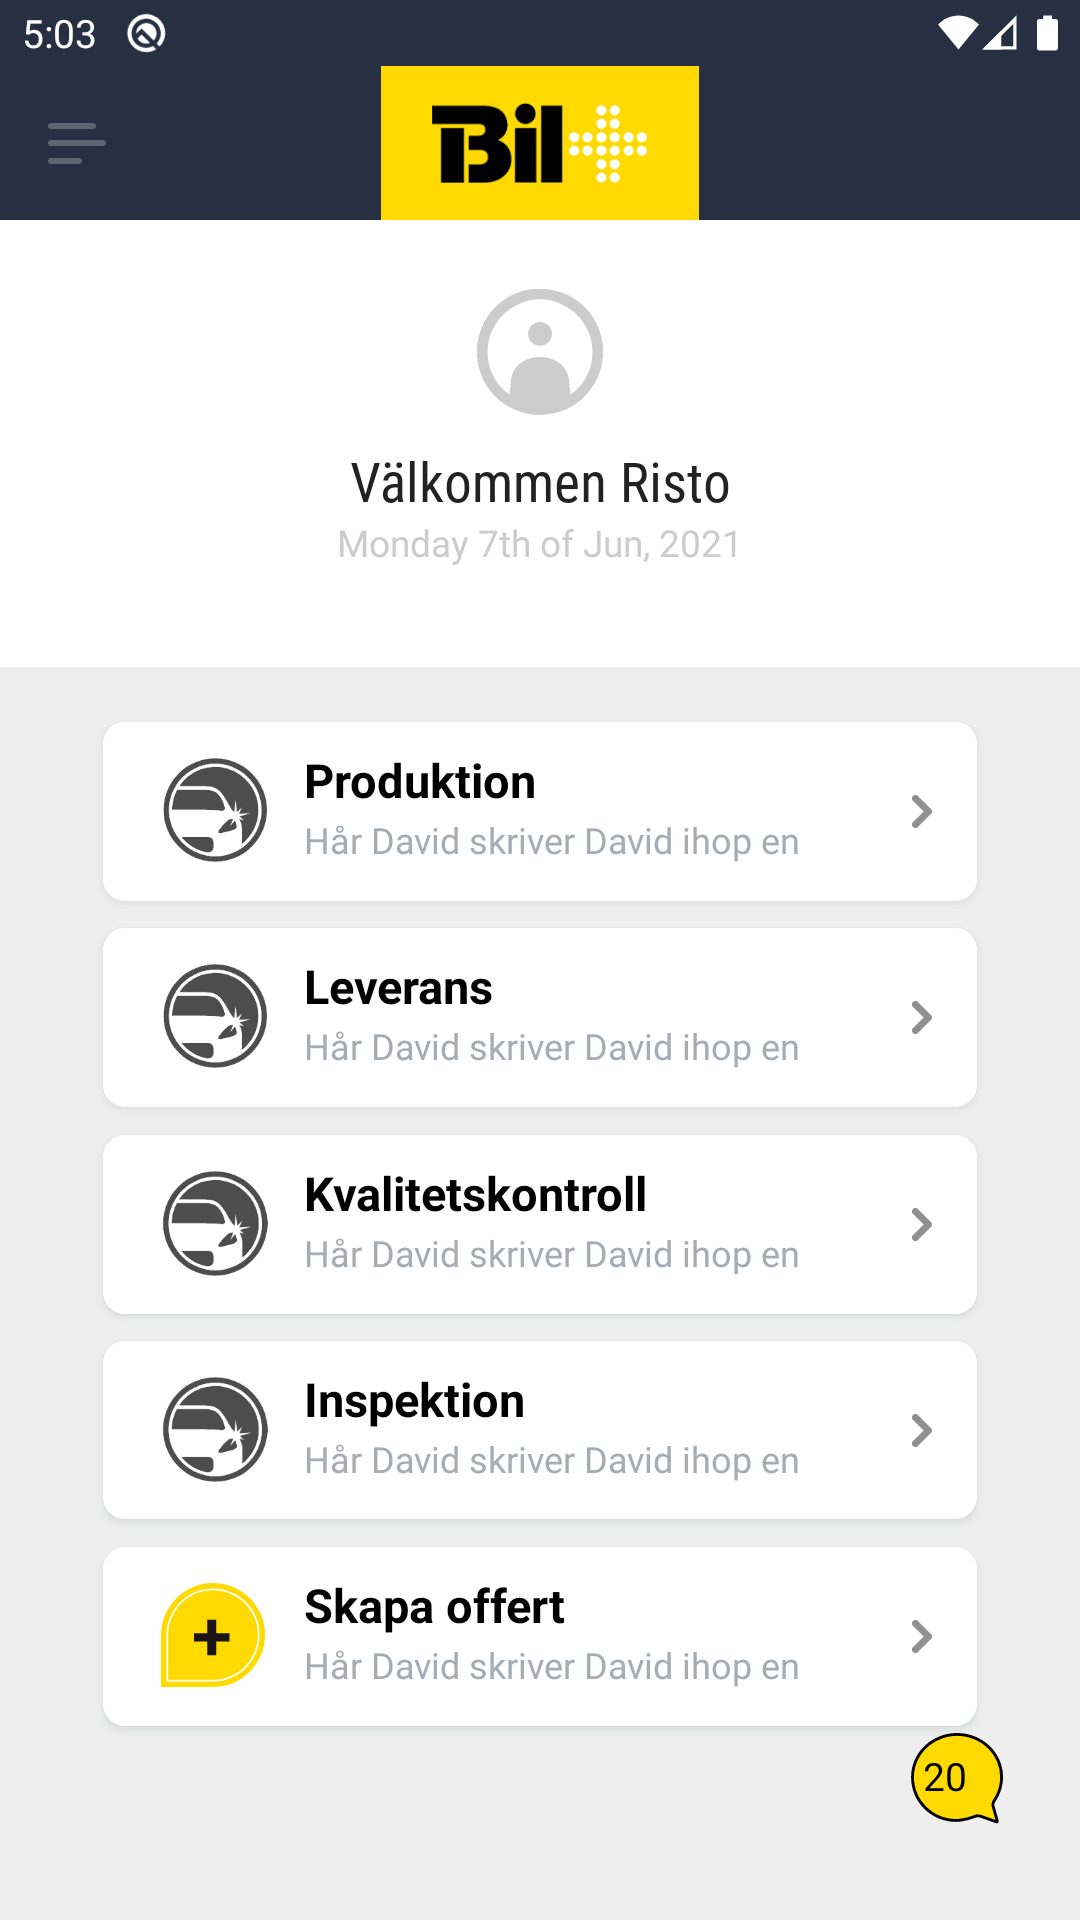 5:03
Bil+
Välkommen Risto
Monday 7th of Jun, 2021
Produktion
Hår David skriver David ihop en
Leverans
Hår David skriver David ihop en
Kvalitetskontroll
Hår David skriver David ihop en
Inspektion
Hår David skriver David ihop en
Skapa offert
Hår David skriver David ihop en
20